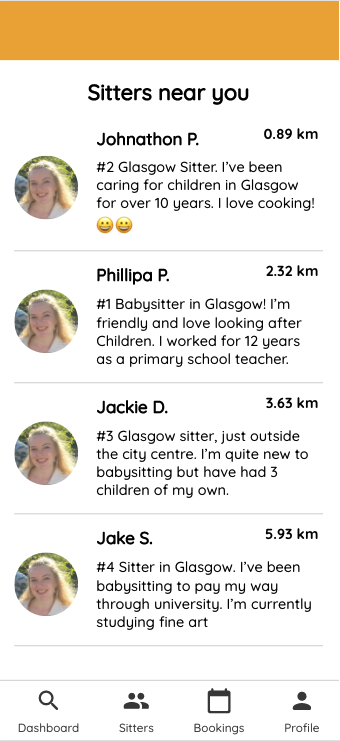 Sitters near you
Johnathon P.
0.89 km
#2 Glasgow Sitter. I've been
caring for children in Glasgow
for over 10 years. I love cooking!
😀😀
Phillipa P.
2.32 km
#1 Babysitter in Glasgow! I'm
friendly and love looking after
Children. I worked for 12 years
as a primary school teacher.
Jackie D.
3.63 km
#3 Glasgow sitter, just outside
the city centre. I'm quite new to
babysitting but have had 3
children of my own.
Jake S.
5.93 km
#4 Sitter in Glasgow. I've been
babysitting to pay my way
through university. I'm currently
studying fine art
Dashboard
Sitters
Bookings
Profile